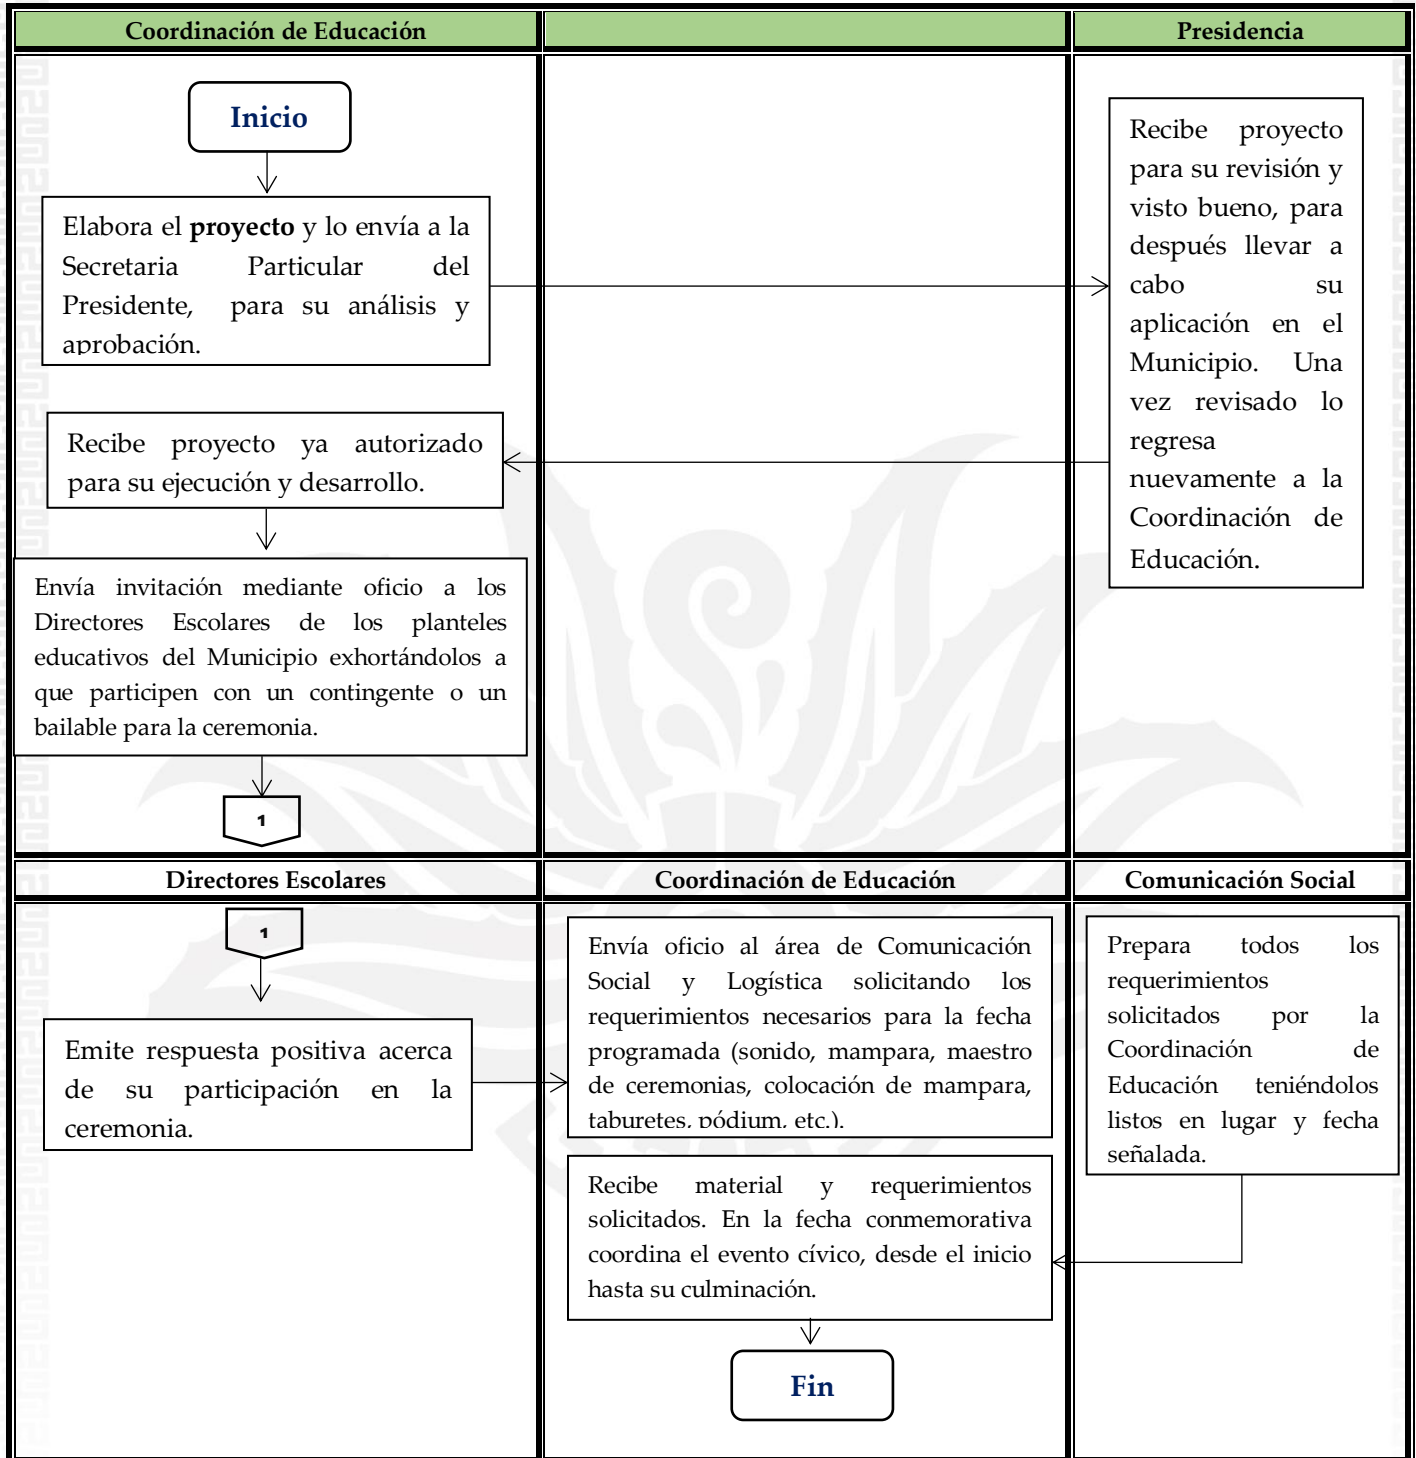 Coordinación de Educación
Presidencia
Inicio
Elabora el proyecto y lo envía a la
Secretaria Particular del
Presidente, para su análisis y
aprobación.
Recibe proyecto
para su revisión y
visto bueno, para
después llevar a
cabo su
aplicación en el
Municipio. Una
vez revisado lo
regresa
nuevamente a la
Coordinación de
Educación.
Recibe proyecto ya autorizado
para su ejecución y desarrollo.
Envía invitación mediante oficio a los
Directores Escolares de los planteles
educativos del Municipio exhortándolos a
que participen con un contingente o un
bailable para la ceremonia.
1
Directores Escolares
Coordinación de Educación
Comunicación Social
1
Emite respuesta positiva acerca
de su participación en la
ceremonia.
Envía oficio al área de Comunicación
Social y Logística solicitando los
requerimientos necesarios para la fecha
programada (sonido, mampara, maestro
de ceremonias, colocación de mampara,
taburetes, pódium, etc.).
Prepara todos los
requerimientos
solicitados por la
Coordinación de
Educación teniéndolos
listos en lugar y fecha
señalada.
Recibe material y requerimientos
solicitados. En la fecha conmemorativa
coordina el evento cívico, desde el inicio
hasta su culminación.
Fin